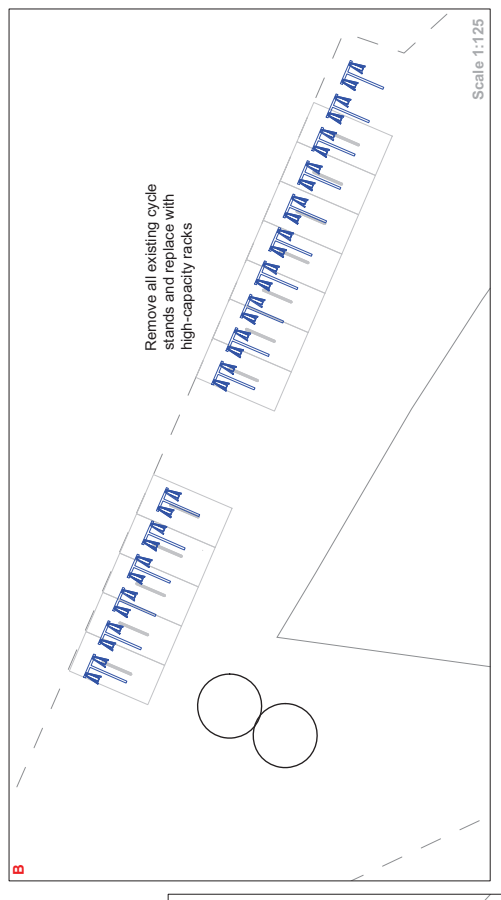 B
Remove all existing cycle
stands and replace with
high-capacity racks
Scale 1:125